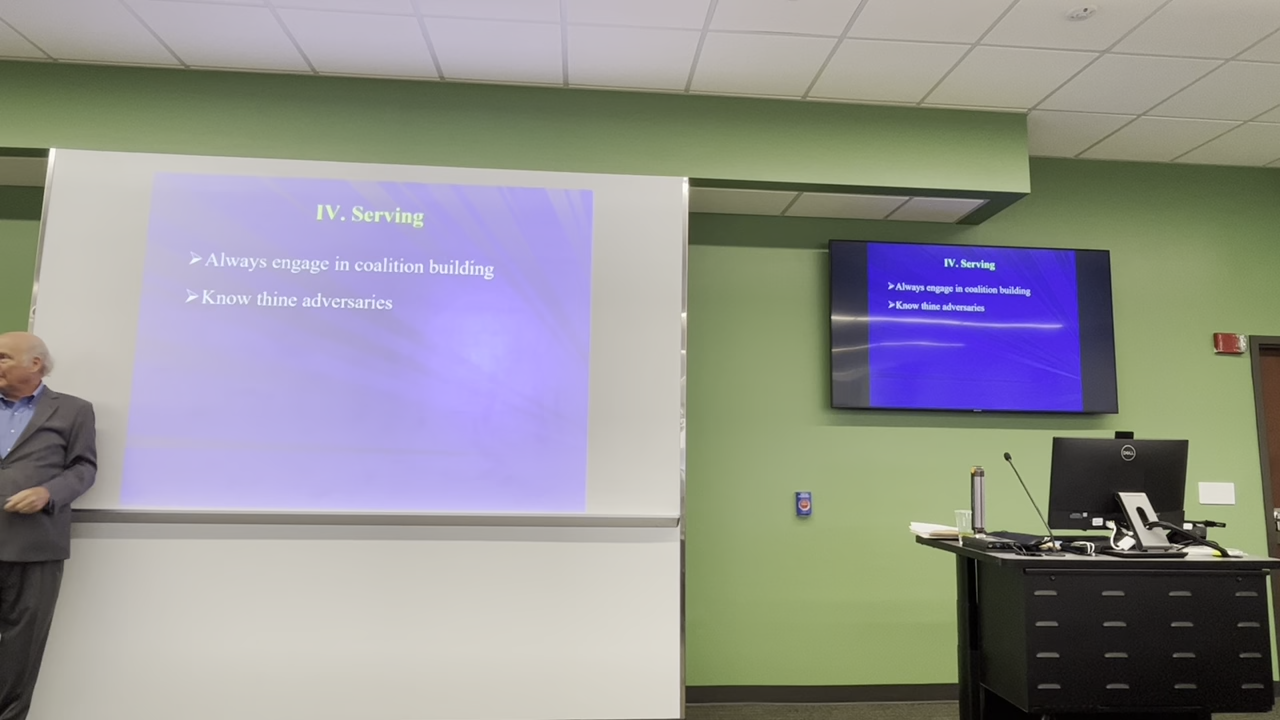 IV. Serving
➢Always engage in coalition building
➢Know thine adversaries
IV. Serving
➢Always engage in coalition building
➢Know thine adversaries
DELL